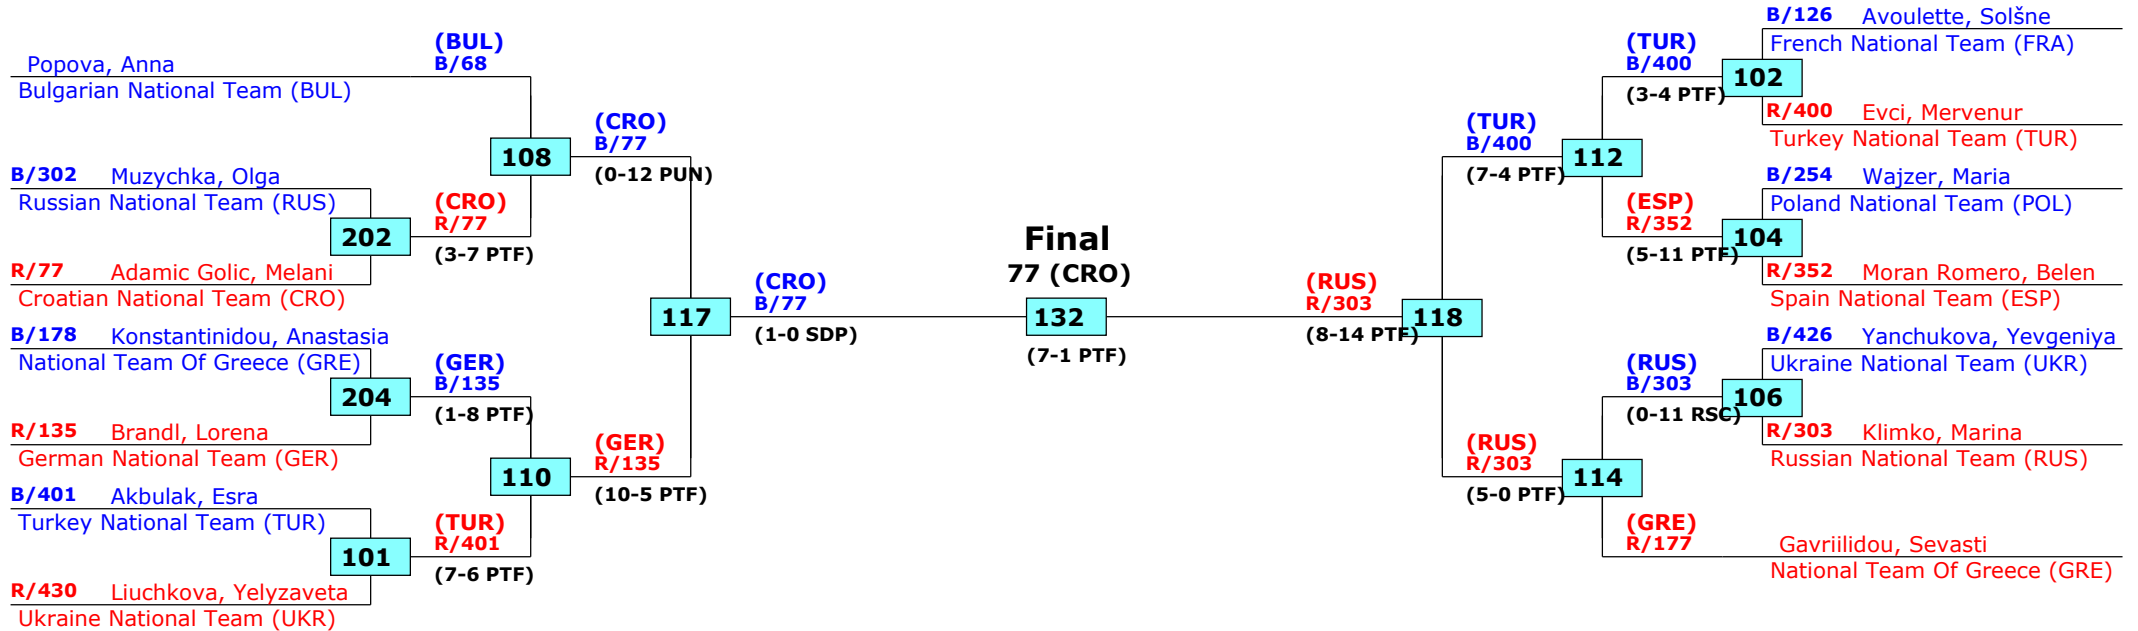 Popova, Anna
Bulgarian National Team (BUL)
(BUL)
B/68
B/302 Muzychka, Olga
Russian National Team (RUS)
202
R/77 Adamic Golic, Melani
Croatian National Team (CRO)
(CRO)
R/77
(3-7 PTF)
108
(CRO)
B/77
(0-12 PUN)
B/178 Konstantinidou, Anastasia
National Team Of Greece (GRE)
204
R/135 Brandl, Lorena
German National Team (GER)
(GER)
B/135
(1-8 PTF)
B/401 Akbulak, Esra
Turkey National Team (TUR)
101
R/430 Liuchkova, Yelyzaveta
Ukraine National Team (UKR)
(TUR)
R/401
(7-6 PTF)
110
(GER)
R/135
(10-5 PTF)
117
(CRO)
B/77
(1-0 SDP)
Final
77 (CRO)
132
(7-1 PTF)
(RUS)
R/303
(8-14 PTF)
118
(TUR)
B/400
(7-4 PTF)
112
(TUR)
B/400
(3-4 PTF)
102
B/126 Avoulette, Solšne
French National Team (FRA)
R/400 Evci, Mervenur
Turkey National Team (TUR)
(ESP)
R/352
(5-11 PTF)
104
B/254 Wajzer, Maria
Poland National Team (POL)
R/352 Moran Romero, Belen
Spain National Team (ESP)
(RUS)
R/303
(5-0 PTF)
114
(RUS)
B/303
(0-11 RSC)
106
B/426 Yanchukova, Yevgeniya
Ukraine National Team (UKR)
R/303 Klimko, Marina
Russian National Team (RUS)
(GRE)
R/177
Gavriilidou, Sevasti
National Team Of Greece (GRE)